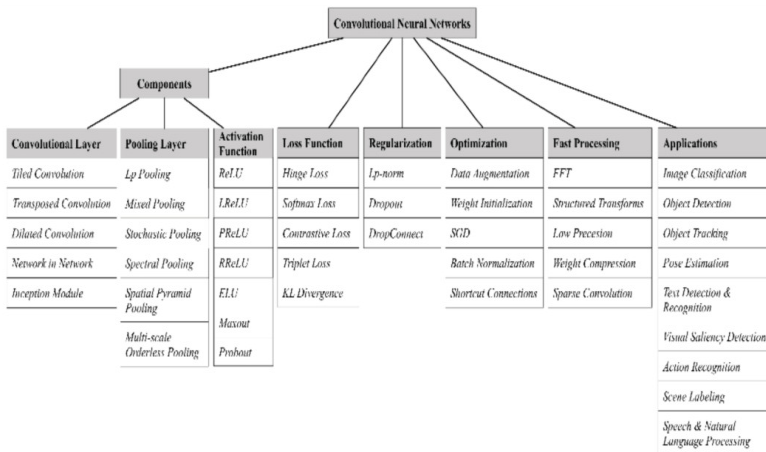 Convolutional Neural Networks
Components
Convolutional Layer
Tiled Convolution
Transposed Convolution
Dilated Convolution
Network in Network
Inception Module
Pooling Layer
Lp Pooling
Mixed Pooling
Stochastic Pooling
Spectral Pooling
Spatial Pyramid
Pooling
Multi-scale
Orderless Pooling
Activation
Function
ReLU
LReLU
PReLU
RReLU
ELU
Maxout
Probout
Loss Function
Hinge Loss
Softmax Loss
Contrastive Loss
Triplet Loss
KL Divergence
Regularization
Lp-norm
Dropout
DropConnect
Optimization
Data Augmentation
Weight Initialization
SGD
Batch Normalization
Shortcut Connections
Fast Processing
FFT
Structured Transforms
Low Precesion
Weight Compression
Sparse Convolution
Applications
Image Classification
Object Detection
Object Tracking
Pose Estimation
Text Detection &
Recognition
Visual Saliency Detection
Action Recognition
Scene Labeling
Speech & Natural
Language Processing